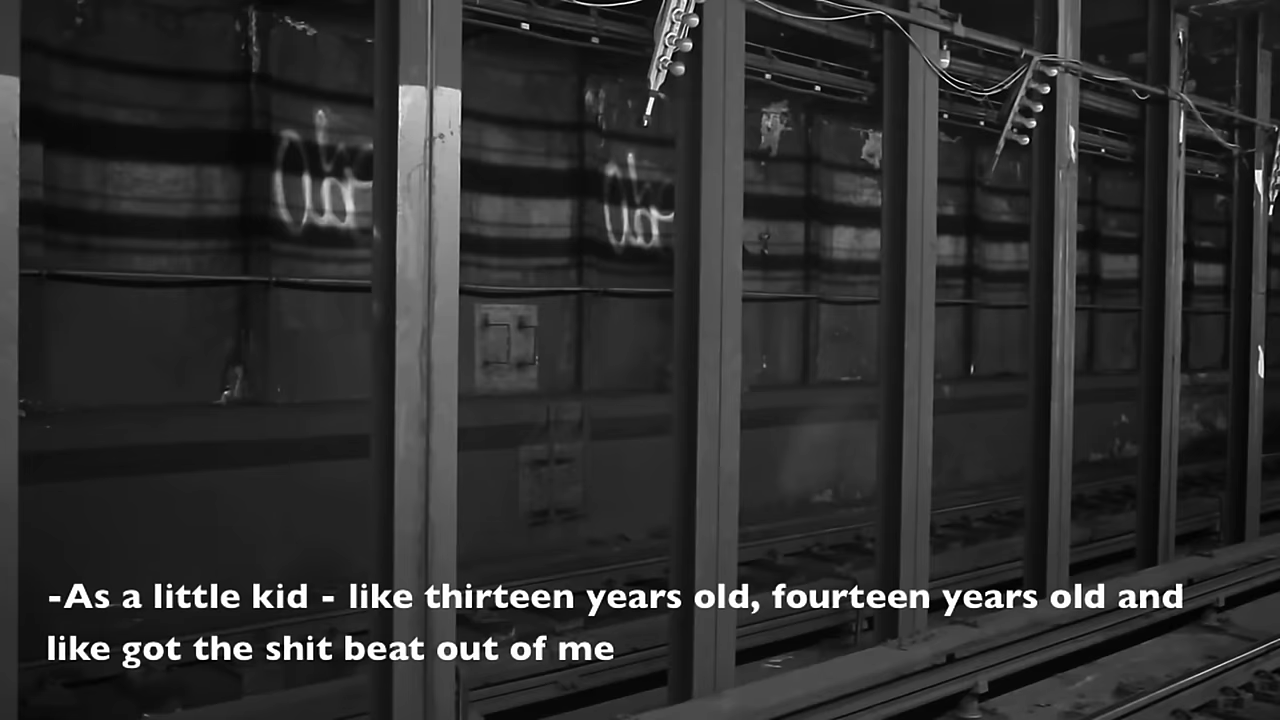 -As a little kid - like thirteen years old, fourteen years old and
like got the shit beat out of me